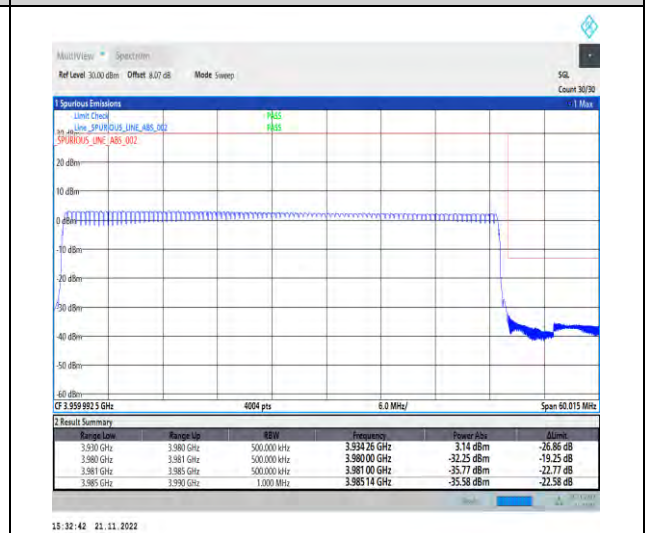 MultiView Spectrum
Ref Level 30.00 dBm Offset 8.07 dB Mode Sweep SGL
Count 30/30
1 Spurious Emissions 1 Max
Limit Check PASS
Line _SPURIOUS_LINE_ABS_002 PASS
_SPURIOUS_LINE_ABS_002
20 dBm
10 dBm
0 dBm
-10 dBm
-20 dBm
-30 dBm
-40 dBm
-50 dBm
-60 dBm
CF 3.959 992 5 GHz 4004 pts 6.0 MHz/ Span 60.015 MHz
2 Result Summary
Range Low Range Up RBW Frequency Power Abs ΔLimit
3.930 GHz 3.980 GHz 500.000 kHz 3.934 26 GHz 3.14 dBm -26.86 dB
3.980 GHz 3.981 GHz 500.000 kHz 3.980 00 GHz -32.25 dBm -19.25 dB
3.981 GHz 3.985 GHz 500.000 kHz 3.981 00 GHz -35.77 dBm -22.77 dB
3.985 GHz 3.990 GHz 1.000 MHz 3.985 14 GHz -35.58 dBm -22.58 dB
15:32:42 21.11.2022